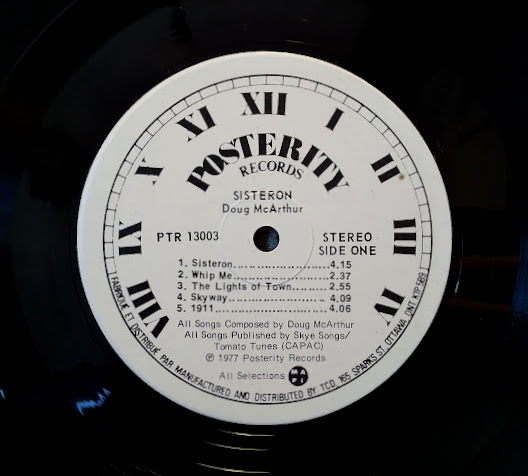 XII
XI
I
X
II
IX
III
VIII
IV
POSTERITY
RECORDS
SISTERON
Doug McArthur
PTR 13003
STEREO
SIDE ONE
1. Sisteron 4.15
2. Whip Me 2.37
3. The Lights of Town 2,55
4. Skyway 4.09
5. 1911 4.06
All Songs Composed by Doug McArthur
All Songs Published by Skye Songs/
Tomato Tunes (CAPAC)
℗ 1977 Posterity Records
All Selections MAPL
FABRIQUÉ ET DISTRIBUE PAR MANUFACTURED AND DISTRIBUTED BY TCD, 165 SPARKS ST, OTTAWA, ONT. K1P 5B9